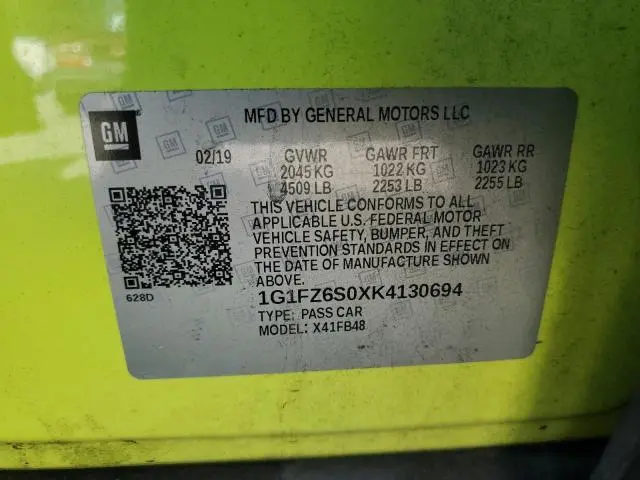 MFD BY GENERAL MOTORS LLC
GM
02/19 GVWR GAWR FRT GAWR RR
2045 KG 1022 KG 1023 KG
4509 LB 2253 LB 2255 LB
THIS VEHICLE CONFORMS TO ALL
APPLICABLE U.S. FEDERAL MOTOR
VEHICLE SAFETY, BUMPER, AND THEFT
PREVENTION STANDARDS IN EFFECT ON
THE DATE OF MANUFACTURE SHOWN
ABOVE.
628D
1G1FZ6S0XK4130694
TYPE: PASS CAR
MODEL: X41FB48